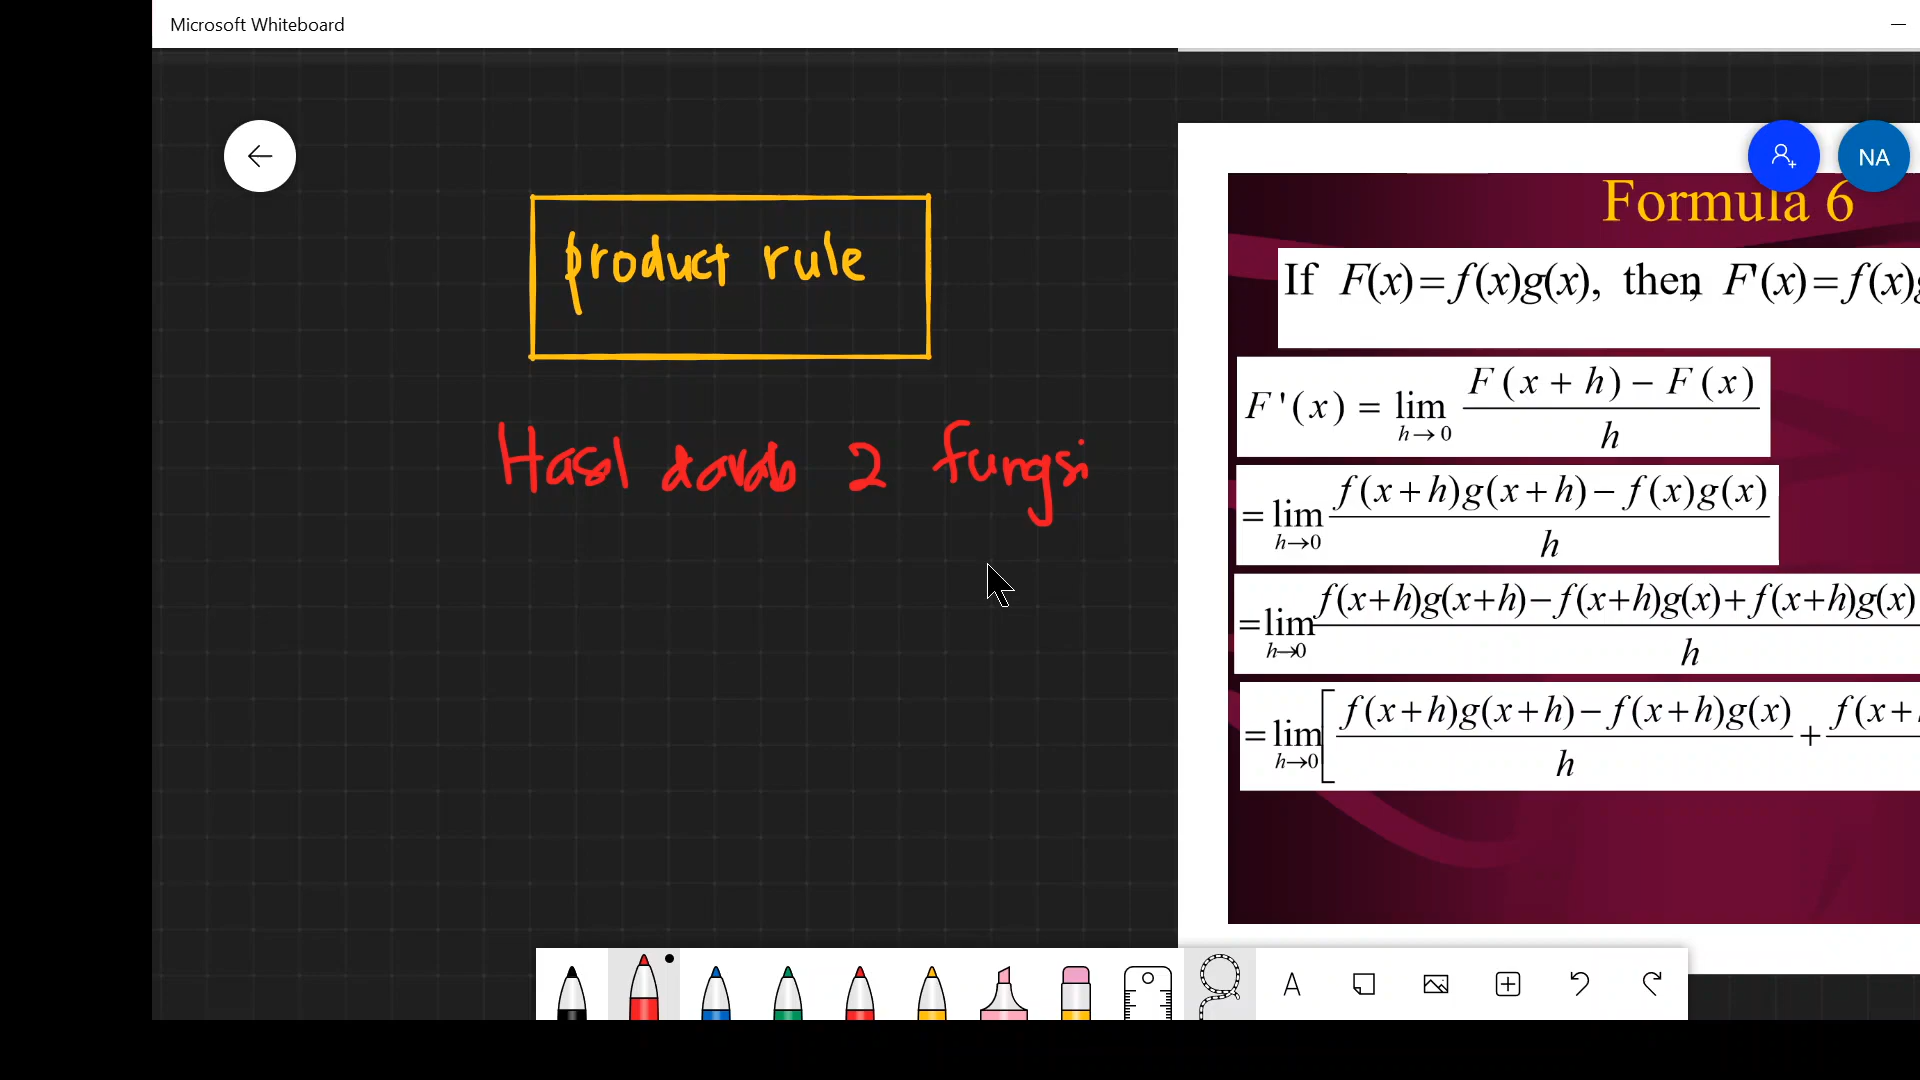 Microsoft Whiteboard
product rule
Hasl darab 2 fungsi
NA
Formula 6
If F(x)=f(x)g(x), then, F'(x)=f(x)g
F'(x) = lim h→0 F(x+h)−F(x) / h
= lim h→0 f(x+h)g(x+h)−f(x)g(x) / h
= lim h→0 f(x+h)g(x+h)−f(x+h)g(x)+f(x+h)g(x) / h
= lim h→0 [ f(x+h)g(x+h)−f(x+h)g(x) / h + f(x+
A